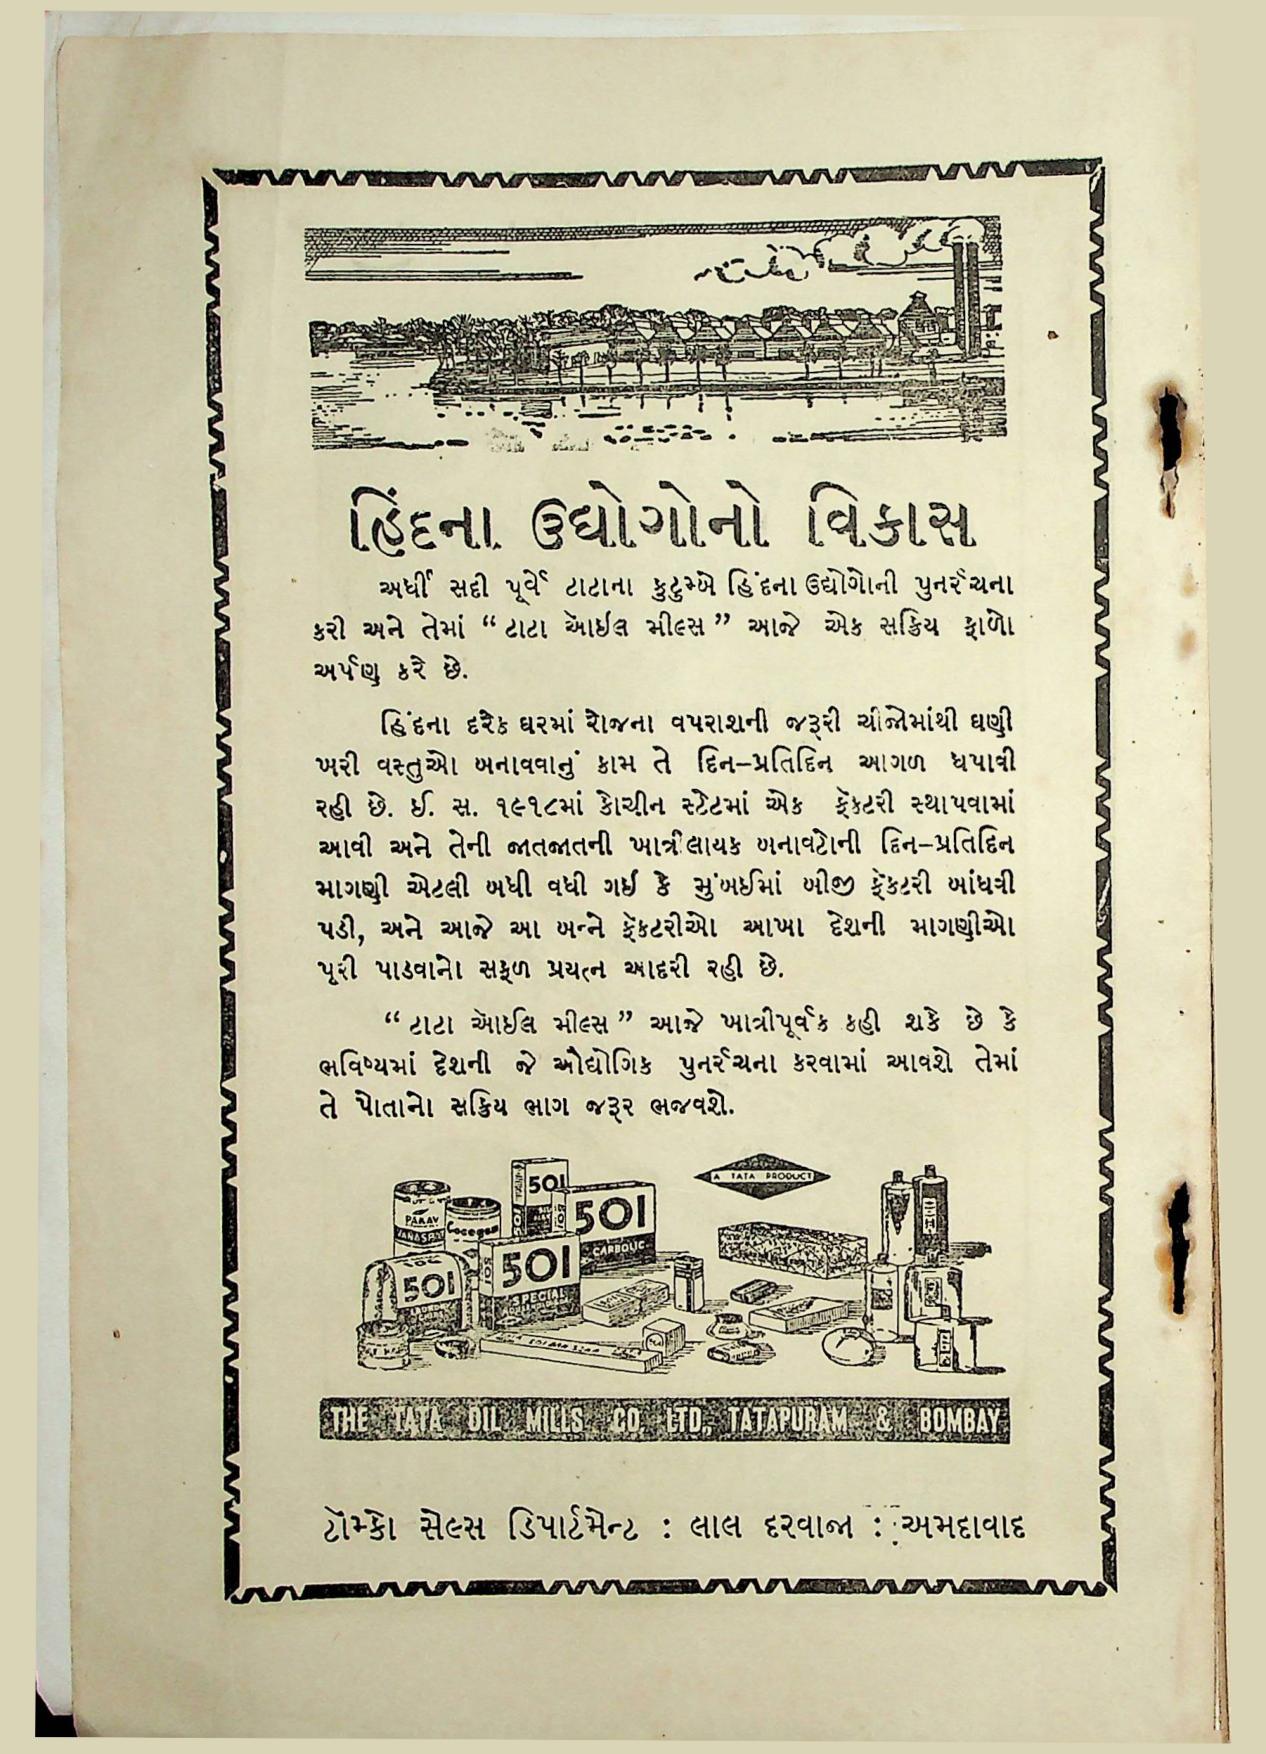 હિંદના ઉદ્યોગોનો વિકાસ
અર્ધી સદી પૂર્વે ટાટાના કુટુમ્બે હિંદના ઉદ્યોગોની પુનર્રચના
કરી અને તેમાં “ટાટા ઑઇલ મીલ્સ” આજે એક સક્રિય ફાળો
અર્પણ કરે છે.
હિંદના દરેક ઘરમાં રોજના વપરાશની જરૂરી ચીજોમાંથી ઘણી
ખરી વસ્તુઓ બનાવવાનું કામ તે દિન-પ્રતિદિન આગળ ધપાવી
રહી છે. ઈ. સ. ૧૯૧૮માં કોચીન સ્ટેટમાં એક ફૅકટરી સ્થાપવામાં
આવી અને તેની જાતજાતની ખાત્રીલાયક બનાવટોની દિન-પ્રતિદિન
માગણી એટલી બધી વધી ગઈ કે મુંબઈમાં બીજી ફૅકટરી બાંધવી
પડી, અને આજે આ બન્ને ફૅકટરીઓ આખા દેશની માગણીઓ
પૂરી પાડવાનો સફળ પ્રયત્ન આદરી રહી છે.
“ટાટા ઑઈલ મીલ્સ” આજે ખાત્રીપૂર્વક કહી શકે છે કે
ભવિષ્યમાં દેશની જે ઔદ્યોગિક પુનર્રચના કરવામાં આવશે તેમાં
તે પોતાનો સક્રિય ભાગ જરૂર ભજવશે.
A TATA PRODUCT
501
501
CARBOLIC
PAKAV
501
SPECIAL
501
THE TATA OIL MILLS CO. LTD., TATAPURAM & BOMBAY
ટૉમ્કો સેલ્સ ડિપાર્ટમેન્ટ : લાલ દરવાજા : અમદાવાદ